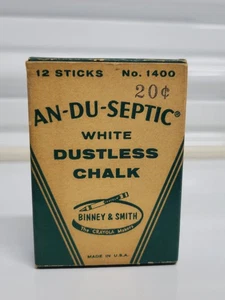 12 STICKS No. 1400
20¢
AN-DU-SEPTIC®
WHITE
DUSTLESS
CHALK
BINNEY & SMITH
The CRAYOLA Makers
MADE IN U.S.A.